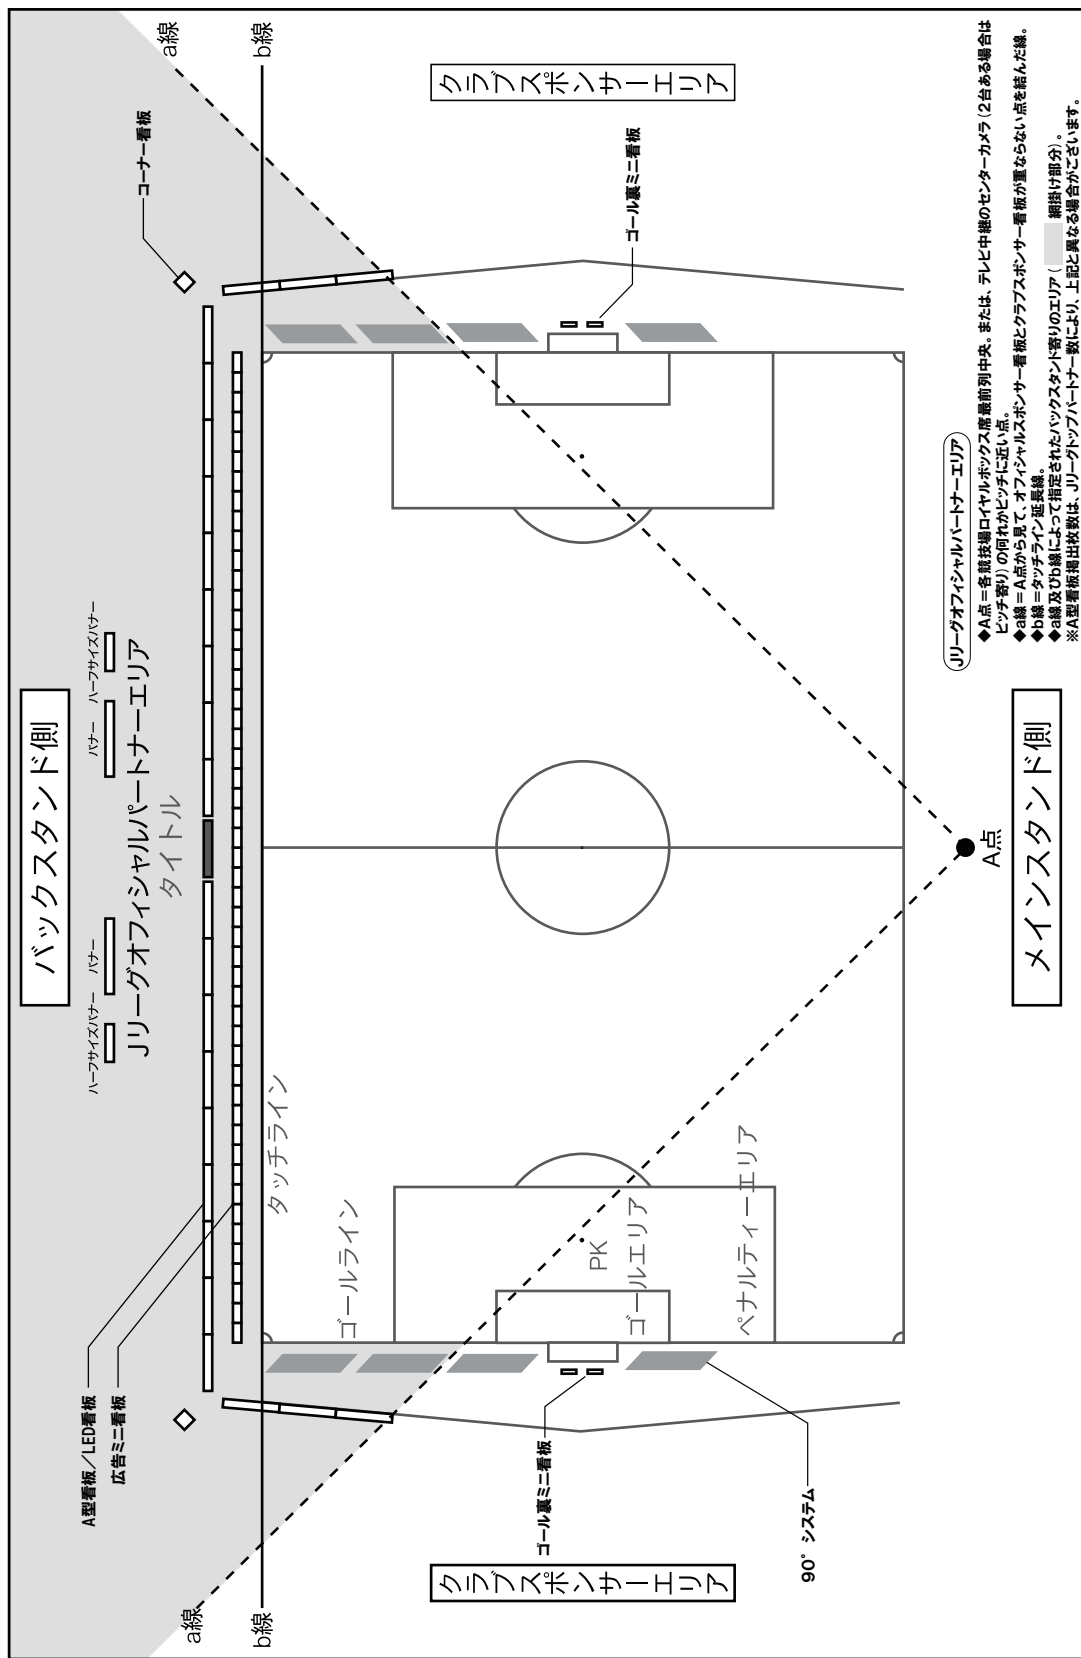 バックスタンド側
ハーフサイズバナー
バナー
バナー
ハーフサイズバナー
Jリーグオフィシャルパートナーエリア
タイトル
A型看板／LED看板
広告ミニ看板
コーナー看板
a線
a線
b線
b線
タッチライン
ゴールライン
PK
ゴールエリア
ペナルティーエリア
クラブスポンサーエリア
ゴール裏ミニ看板
90°システム
クラブスポンサーエリア
ゴール裏ミニ看板
A点
メインスタンド側
Jリーグオフィシャルパートナーエリア
◆A点＝各競技場ロイヤルボックス席最前列中央。または、テレビ中継のセンターカメラ（2台ある場合は
ピッチ寄り）の何れかピッチに近い点。
◆a線＝A点から見て、オフィシャルスポンサー看板とクラブスポンサー看板が重ならない点を結んだ線。
◆b線＝タッチライン延長線。
◆a線及びb線によって指定されたバックスタンド寄りのエリア（　　網掛け部分）。
※A型看板掲出枚数は、Jリーグトップパートナー数により、上記と異なる場合がございます。